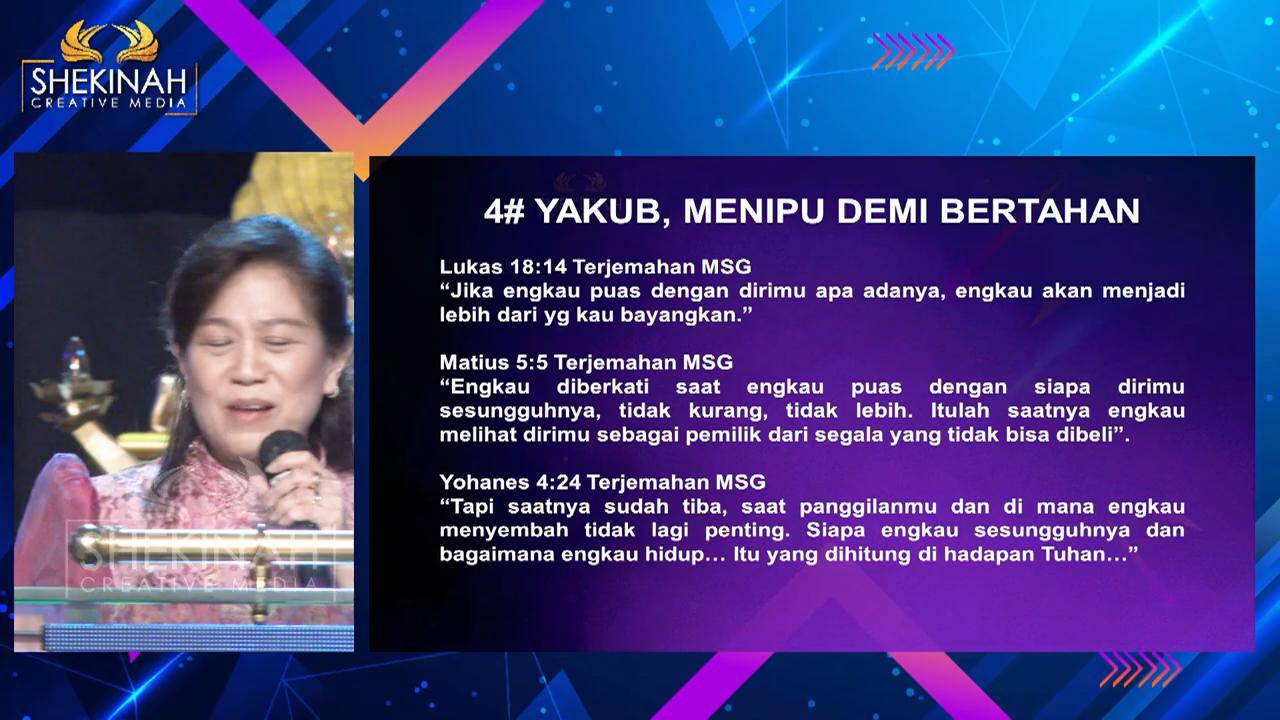 SHEKINAH
CREATIVE MEDIA
4# YAKUB, MENIPU DEMI BERTAHAN
Lukas 18:14 Terjemahan MSG
“Jika engkau puas dengan dirimu apa adanya, engkau akan menjadi
lebih dari yg kau bayangkan.”
Matius 5:5 Terjemahan MSG
“Engkau diberkati saat engkau puas dengan siapa dirimu
sesungguhnya, tidak kurang, tidak lebih. Itulah saatnya engkau
melihat dirimu sebagai pemilik dari segala yang tidak bisa dibeli”.
Yohanes 4:24 Terjemahan MSG
“Tapi saatnya sudah tiba, saat panggilanmu dan di mana engkau
menyembah tidak lagi penting. Siapa engkau sesungguhnya dan
bagaimana engkau hidup… Itu yang dihitung di hadapan Tuhan…”
SHEKINAH
CREATIVE MEDIA